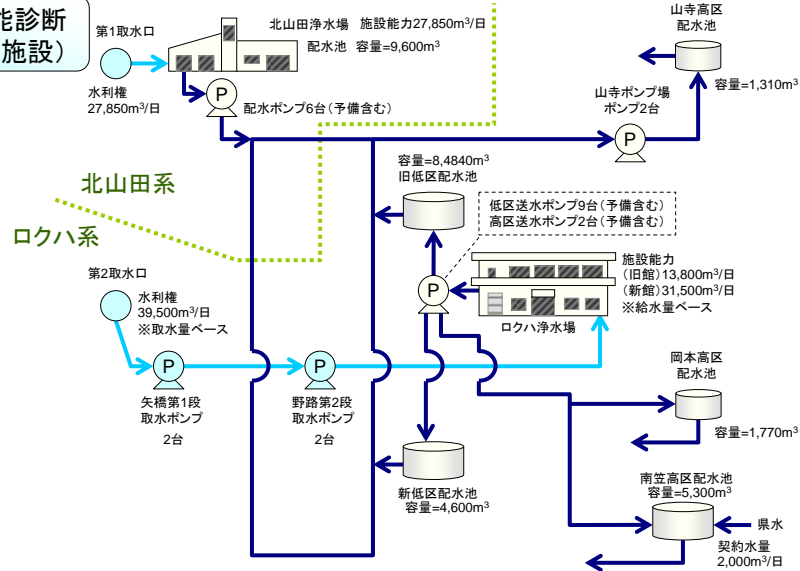 能診断
施設）
第1取水口
水利権
27,850m³/日
北山田浄水場　施設能力27,850m³/日
配水池　容量=9,600m³
P
配水ポンプ6台（予備含む）
山寺高区
配水池
容量=1,310m³
山寺ポンプ場
ポンプ2台
P
北山田系
ロクハ系
容量=8,4840m³
旧低区配水池
低区送水ポンプ9台（予備含む）
高区送水ポンプ2台（予備含む）
P
施設能力
（旧館）13,800m³/日
（新館）31,500m³/日
※給水量ベース
ロクハ浄水場
第2取水口
水利権
39,500m³/日
※取水量ベース
P
矢橋第1段
取水ポンプ
2台
P
野路第2段
取水ポンプ
2台
新低区配水池
容量=4,600m³
岡本高区
配水池
容量=1,770m³
南笠高区配水池
容量=5,300m³
県水
契約水量
2,000m³/日